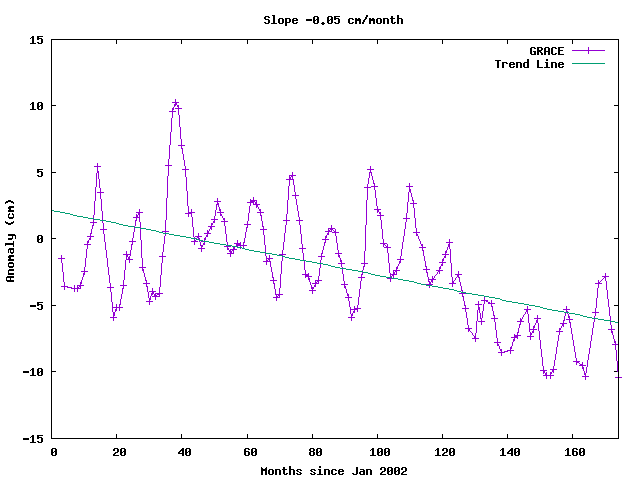 Slope -0.05 cm/month
GRACE
Trend Line
15
10
5
0
-5
-10
-15
Anomaly (cm)
0 20 40 60 80 100 120 140 160
Months since Jan 2002